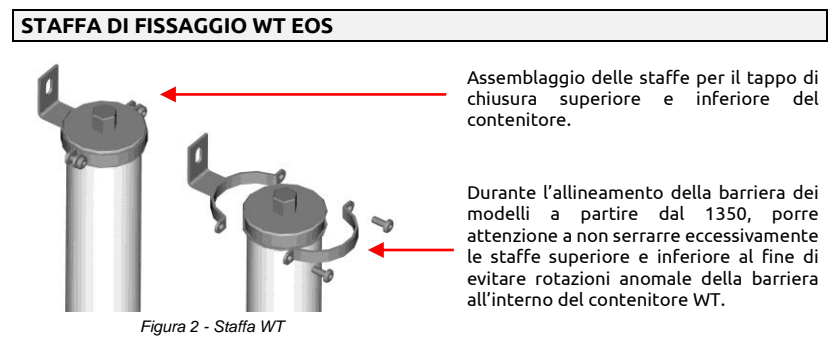 STAFFA DI FISSAGGIO WT EOS
Assemblaggio delle staffe per il tappo di
chiusura superiore e inferiore del
contenitore.
Durante l’allineamento della barriera dei
modelli a partire dal 1350, porre
attenzione a non serrarre eccessivamente
le staffe superiore e inferiore al fine di
evitare rotazioni anomale della barriera
all’interno del contenitore WT.
Figura 2 - Staffa WT